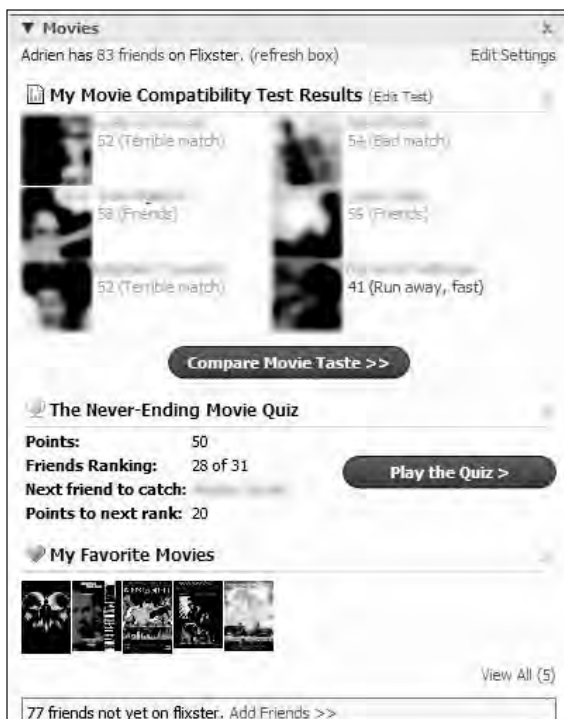 ▼ Movies x
Adrien has 83 friends on Flixster. (refresh box) Edit Settings
My Movie Compatibility Test Results (Edit Test)
52 (Terrible match) 54 (Bad match)
58 (Friends) 56 (Friends)
52 (Terrible match) 41 (Run away, fast)
Compare Movie Taste >>
The Never-Ending Movie Quiz
Points: 50
Friends Ranking: 28 of 31
Play the Quiz >
Next friend to catch:
Points to next rank: 20
My Favorite Movies
View All (5)
77 friends not yet on flixster. Add Friends >>